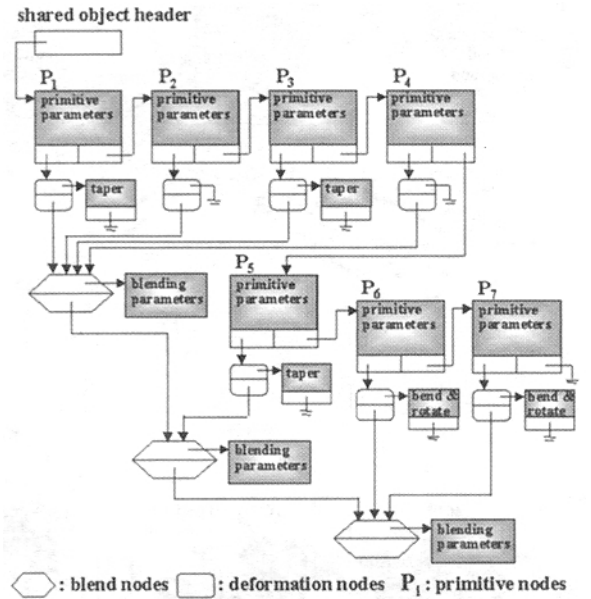 shared object header
P1 P2 P3 P4
primitive parameters
primitive parameters
primitive parameters
primitive parameters
taper
taper
blending parameters
P5 P6 P7
primitive parameters
primitive parameters
primitive parameters
taper
bend & rotate
bend & rotate
blending parameters
blending parameters
: blend nodes : deformation nodes P1 : primitive nodes